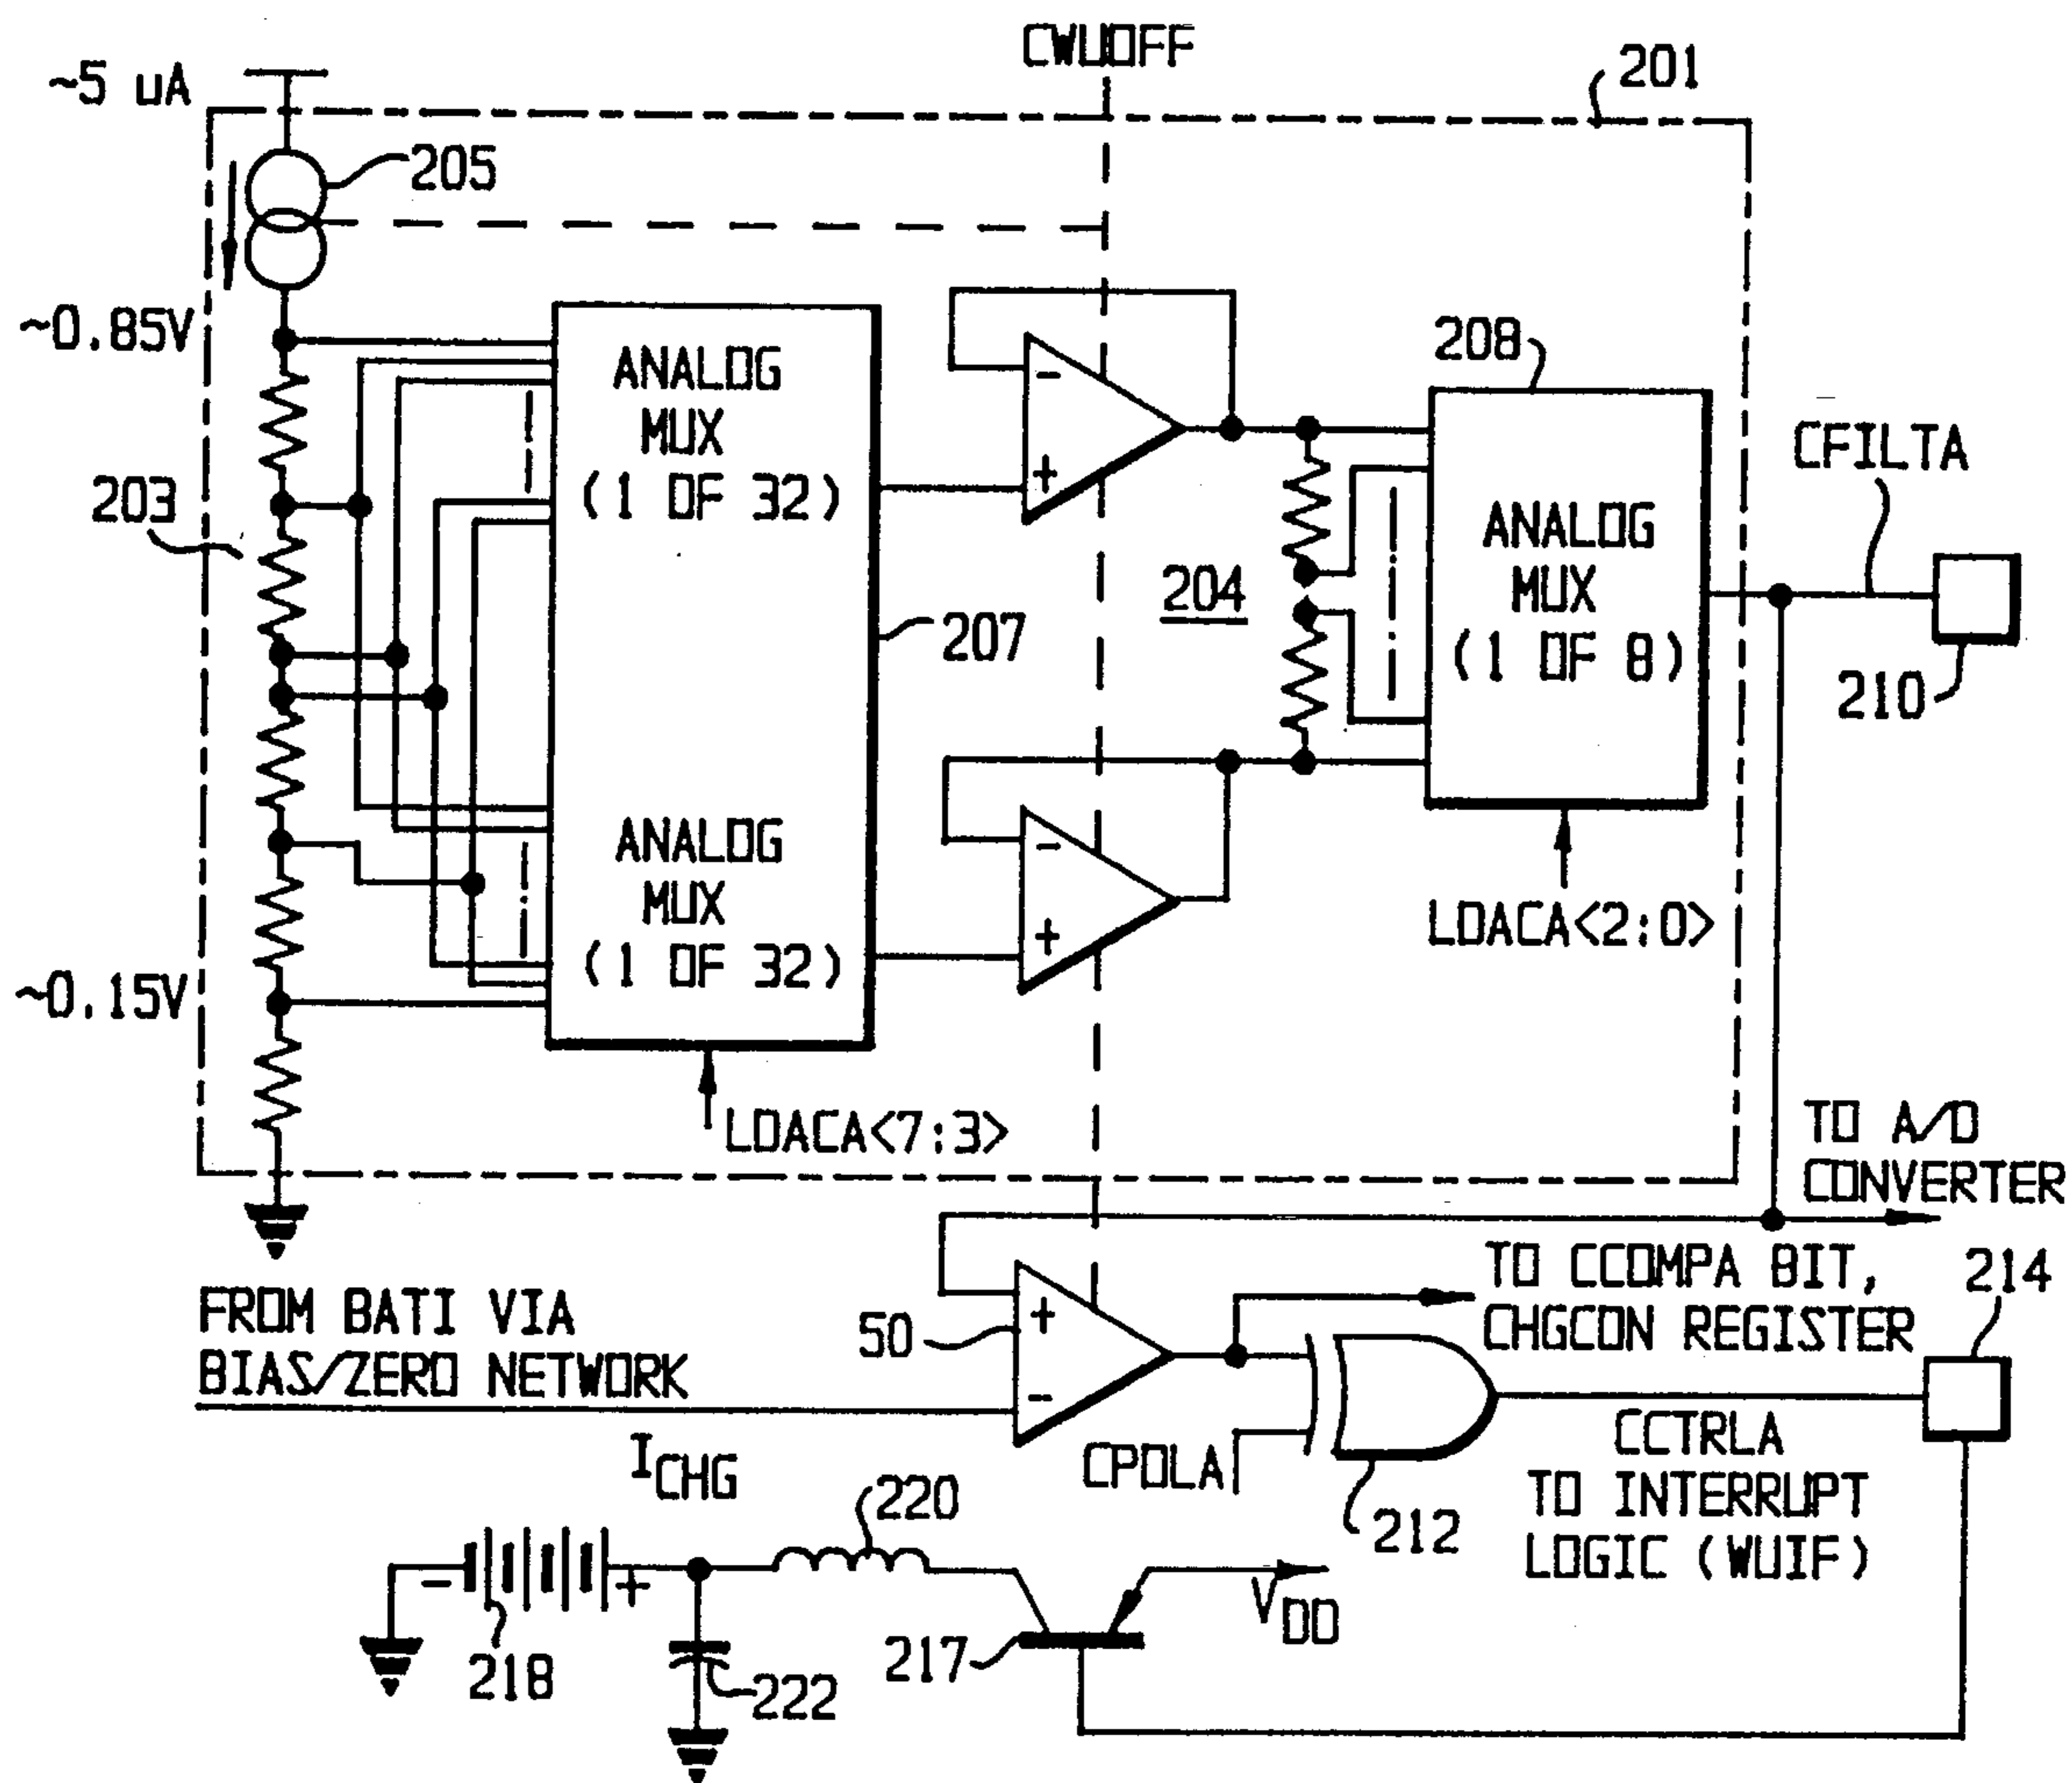 CWUOFF
~5 uA
201
205
~0.85V
ANALOG
MUX
(1 OF 32)
208
ANALOG
MUX
(1 OF 8)
CFILTA
203
204
207
210
ANALOG
MUX
(1 OF 32)
~0.15V
LDACA<2:0>
LDACA<7:3>
TO A/D
CONVERTER
FROM BATI VIA
BIAS/ZERO NETWORK
50
+
-
TO CCOMPA BIT,
CHGCON REGISTER
214
CPOLA
212
CCTRLA
TO INTERRUPT
LOGIC (WUIF)
ICHG
220
- +
218
222
217
VDD